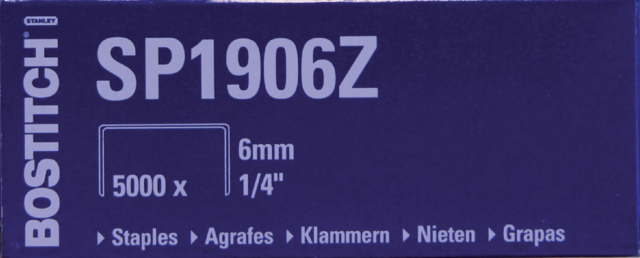 STANLEY
BOSTITCH®
SP1906Z
5000 x
6mm
1/4"
Staples Agrafes Klammern Nieten Grapas